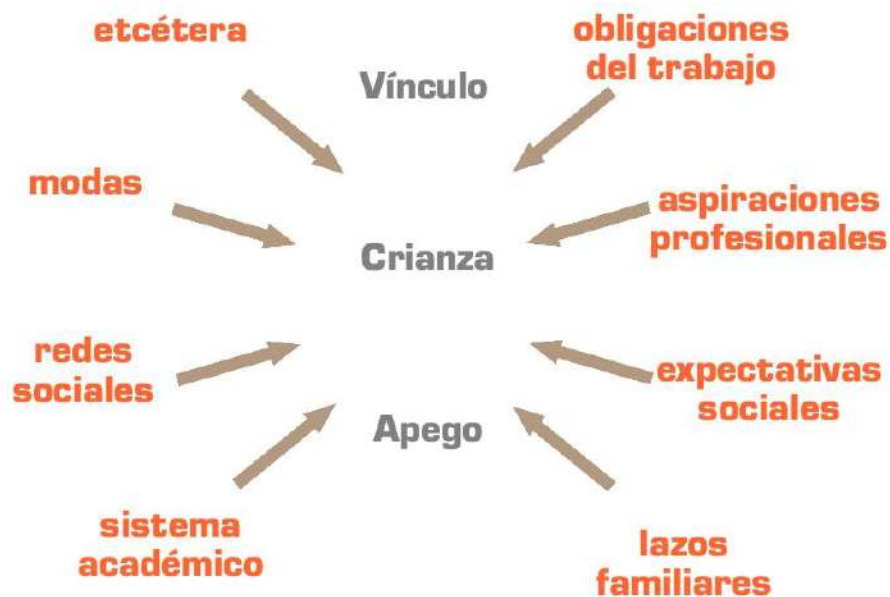 etcétera
obligaciones
del trabajo
Vínculo
modas
aspiraciones
profesionales
Crianza
redes
sociales
expectativas
sociales
Apego
sistema
académico
lazos
familiares